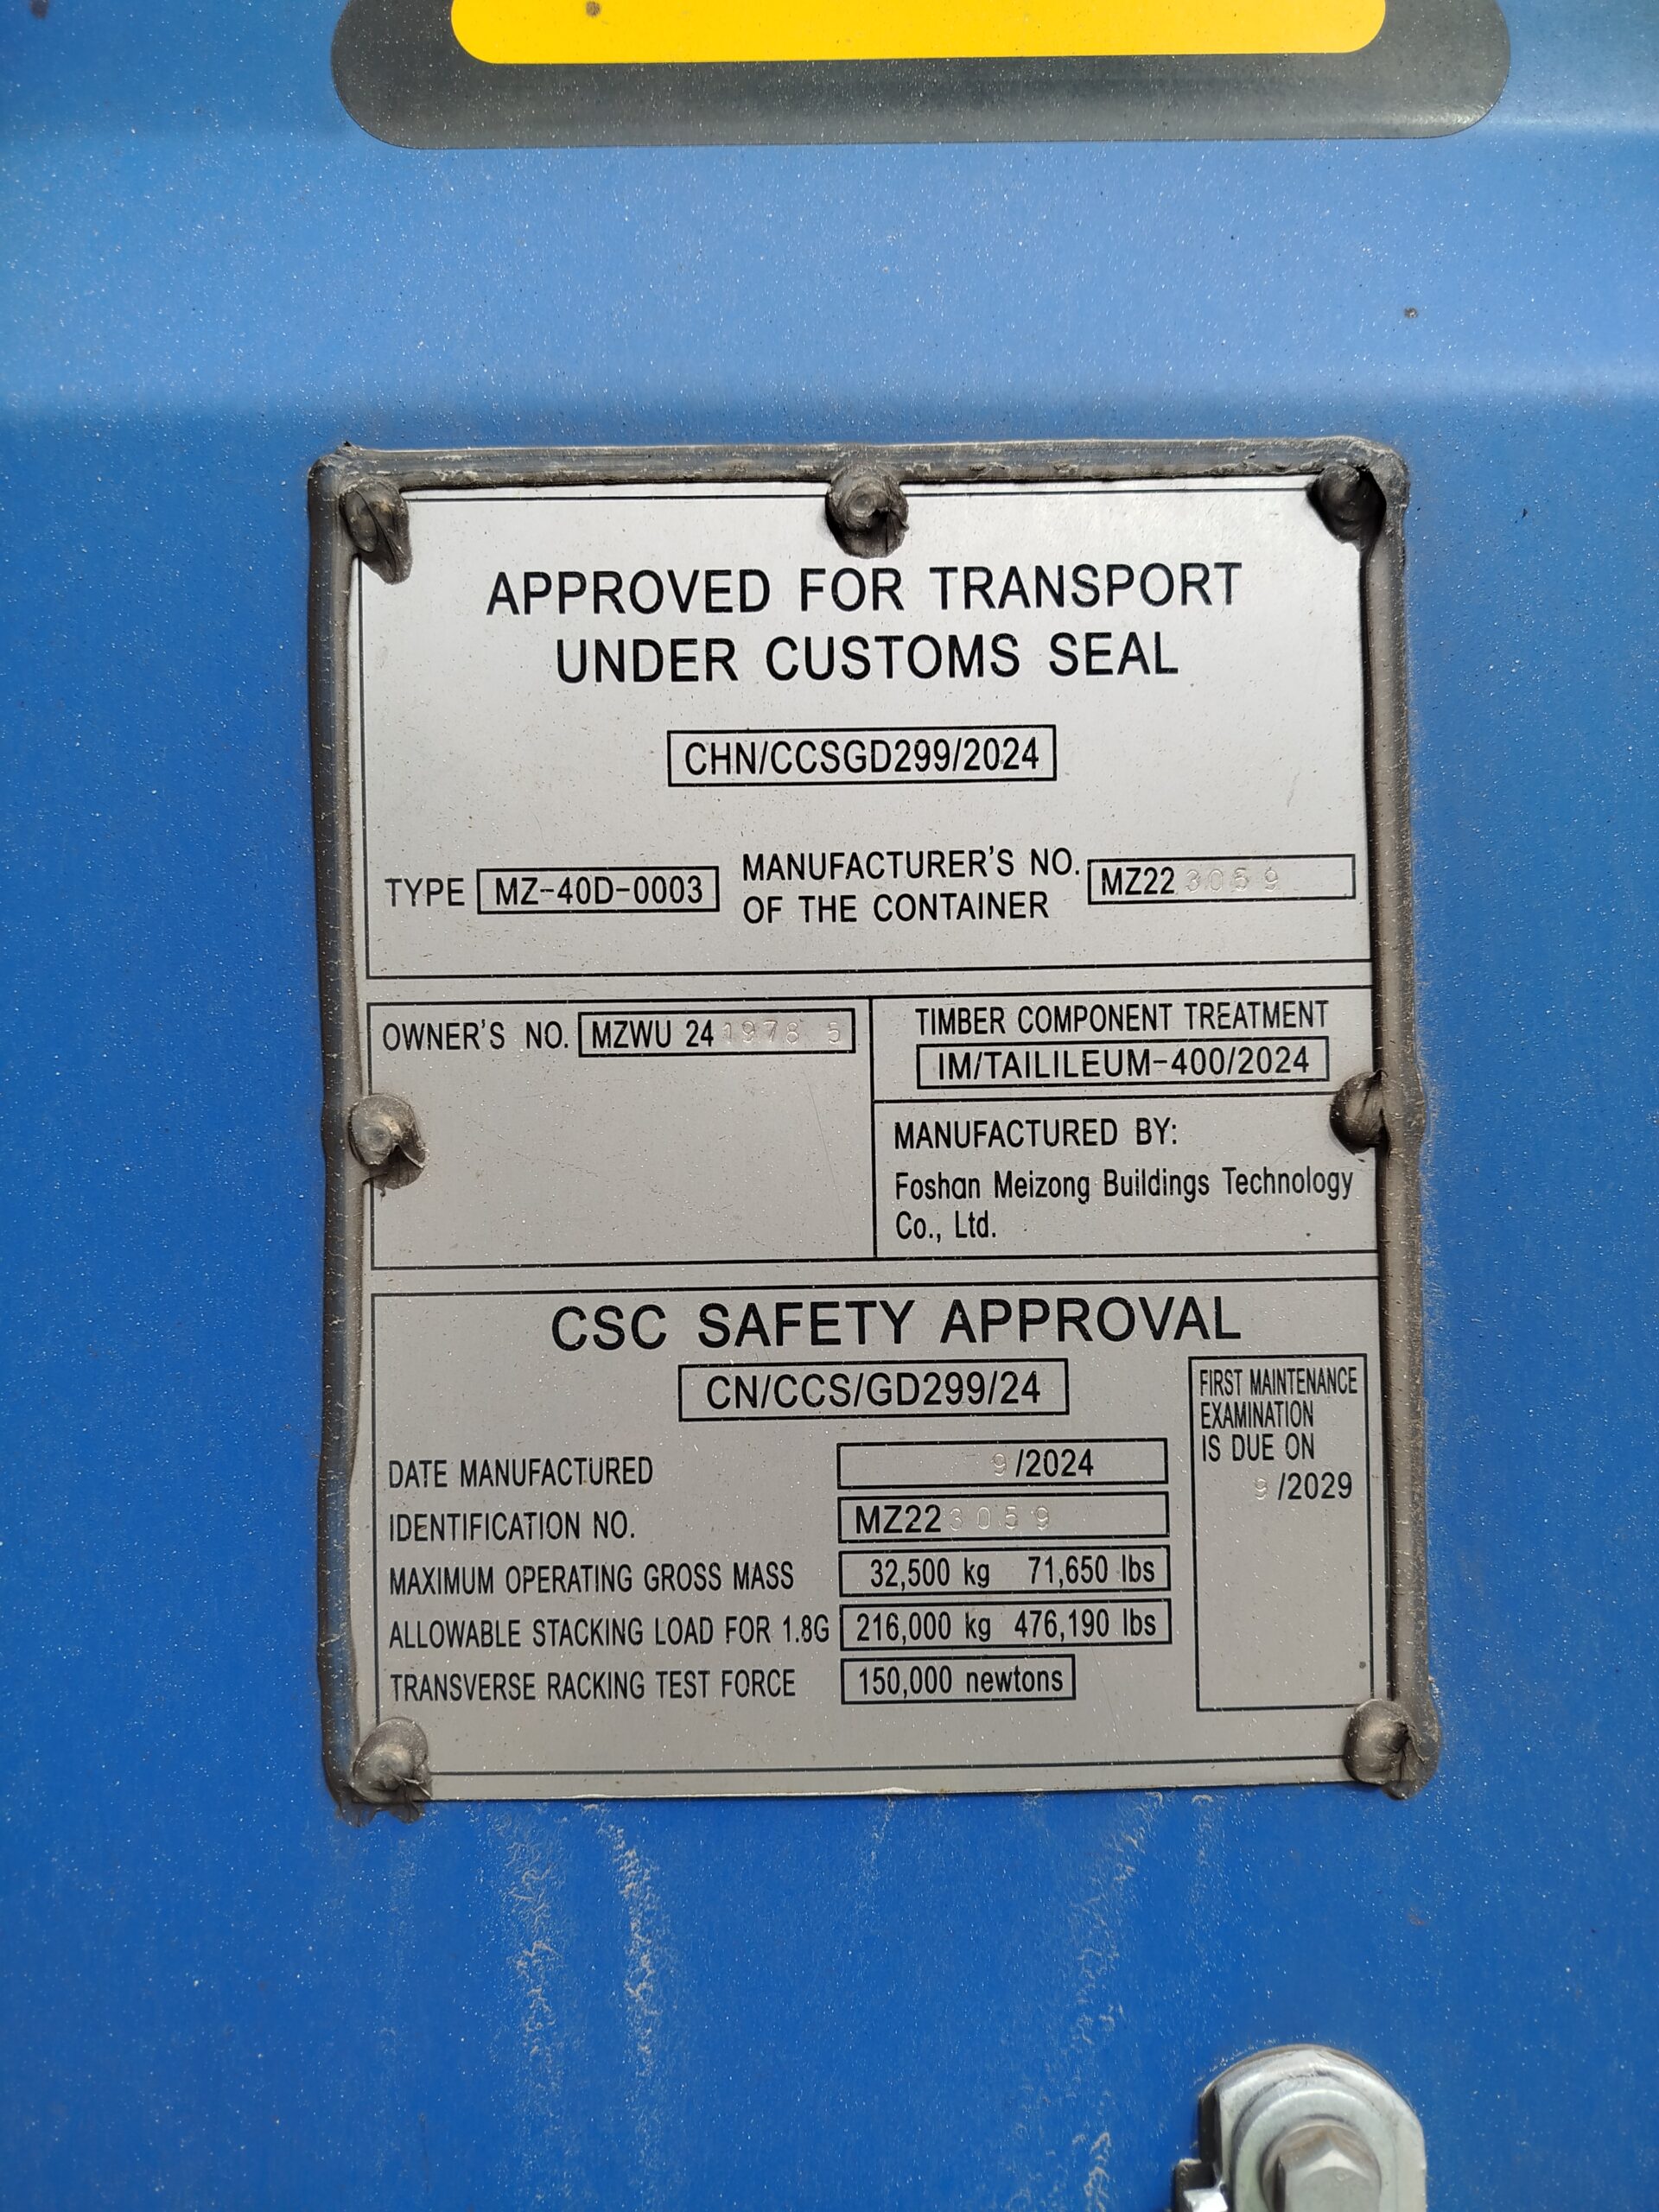 APPROVED FOR TRANSPORT
UNDER CUSTOMS SEAL
CHN/CCSGD299/2024
TYPE MZ-40D-0003
MANUFACTURER'S NO.
OF THE CONTAINER
MZ22 3059
OWNER'S NO. MZWU 24 1978 5
TIMBER COMPONENT TREATMENT
IM/TAILILEUM-400/2024
MANUFACTURED BY:
Foshan Meizong Buildings Technology
Co., Ltd.
CSC SAFETY APPROVAL
CN/CCS/GD299/24
FIRST MAINTENANCE
EXAMINATION
IS DUE ON
9/2029
DATE MANUFACTURED 9/2024
IDENTIFICATION NO. MZ22 3059
MAXIMUM OPERATING GROSS MASS 32,500 kg 71,650 lbs
ALLOWABLE STACKING LOAD FOR 1.8G 216,000 kg 476,190 lbs
TRANSVERSE RACKING TEST FORCE 150,000 newtons